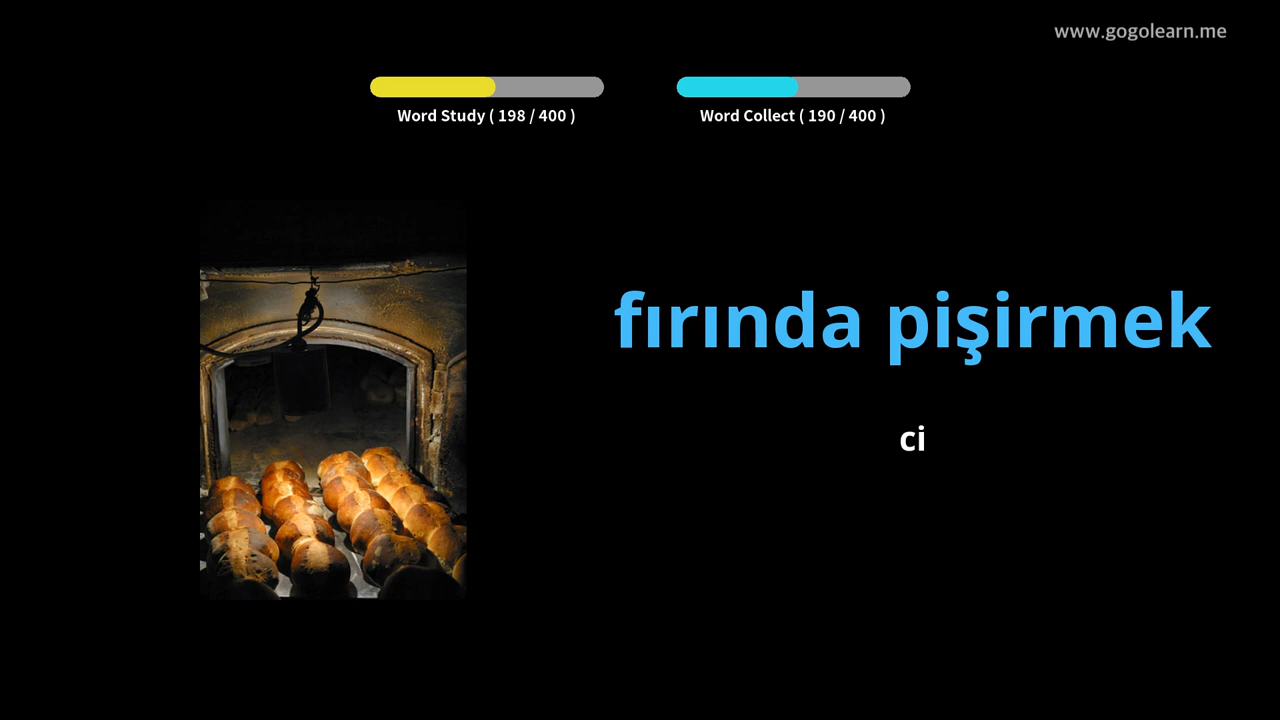 www.gogolearn.me
Word Study ( 198 / 400 )
Word Collect ( 190 / 400 )
fırında pişirmek
ci